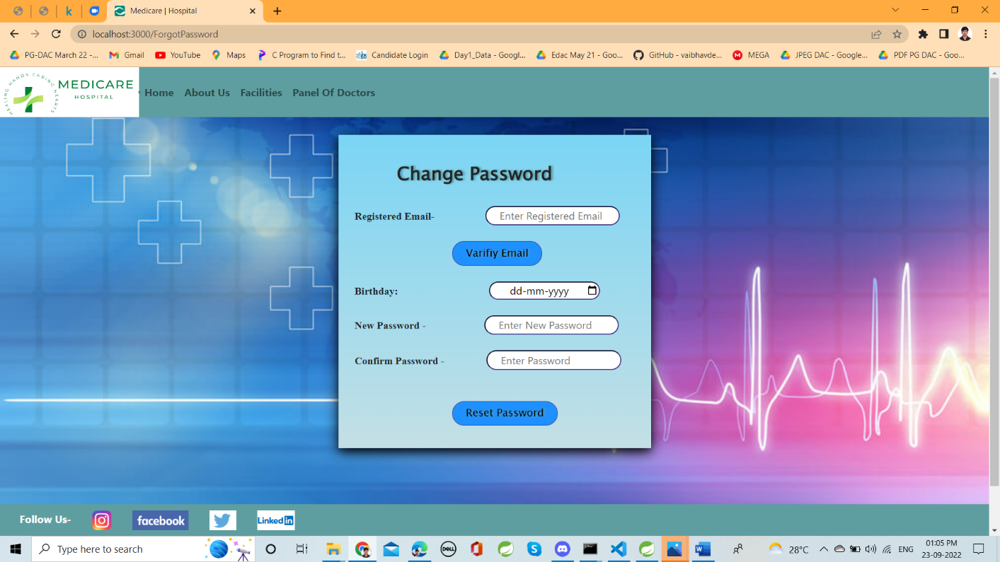 Medicare | Hospital
localhost:3000/ForgotPassword
PG-DAC March 22 -... Gmail YouTube Maps C Program to Find t... Candidate Login Day1_Data - Googl... Edac May 21 - Goo... GitHub - vaibhavde... MEGA JPEG DAC - Google... PDF PG DAC - Goo...
HEALING HANDS CARING HEARTS
MEDICARE
HOSPITAL
Home About Us Facilities Panel Of Doctors
Change Password
Registered Email- Enter Registered Email
Varifiy Email
Birthday: dd-mm-yyyy
New Password - Enter New Password
Confirm Password - Enter Password
Reset Password
Follow Us- facebook Linked in
Type here to search
DELL
28°C ENG 01:05 PM
23-09-2022